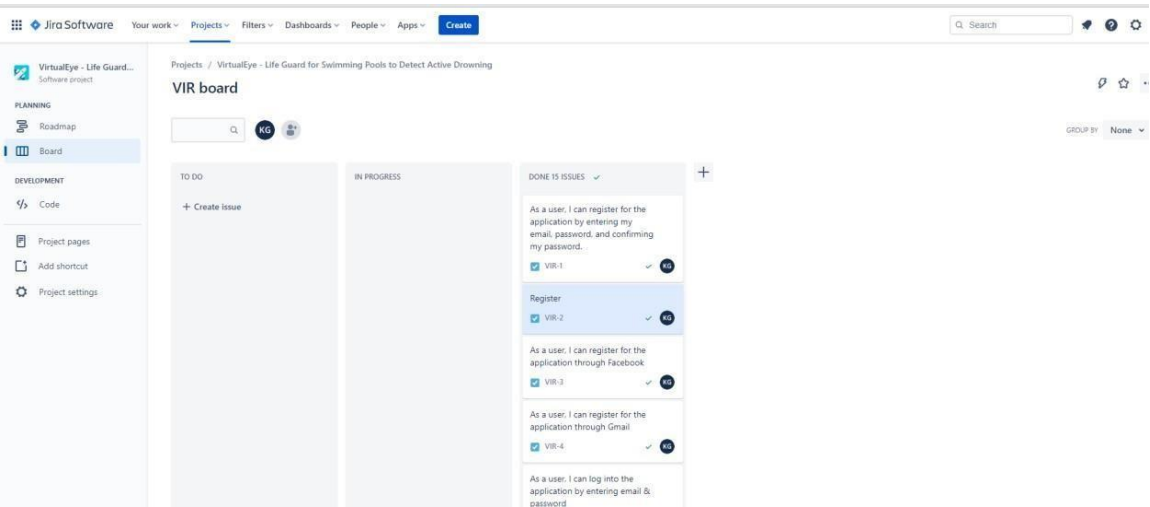 Jira Software
Your work Projects Filters Dashboards People Apps Create
Search
VirtualEye - Life Guard...
Software project
PLANNING
Roadmap
Board
DEVELOPMENT
Code
Project pages
Add shortcut
Project settings
Projects / VirtualEye - Life Guard for Swimming Pools to Detect Active Drowning
VIR board
KG
GROUP BY None
TO DO
+ Create issue
IN PROGRESS
DONE 15 ISSUES
As a user, I can register for the
application by entering my
email, password, and confirming
my password.
VIR-1 KG
Register
VIR-2 KG
As a user, I can register for the
application through Facebook
VIR-3 KG
As a user, I can register for the
application through Gmail
VIR-4 KG
As a user, I can log into the
application by entering email &
password